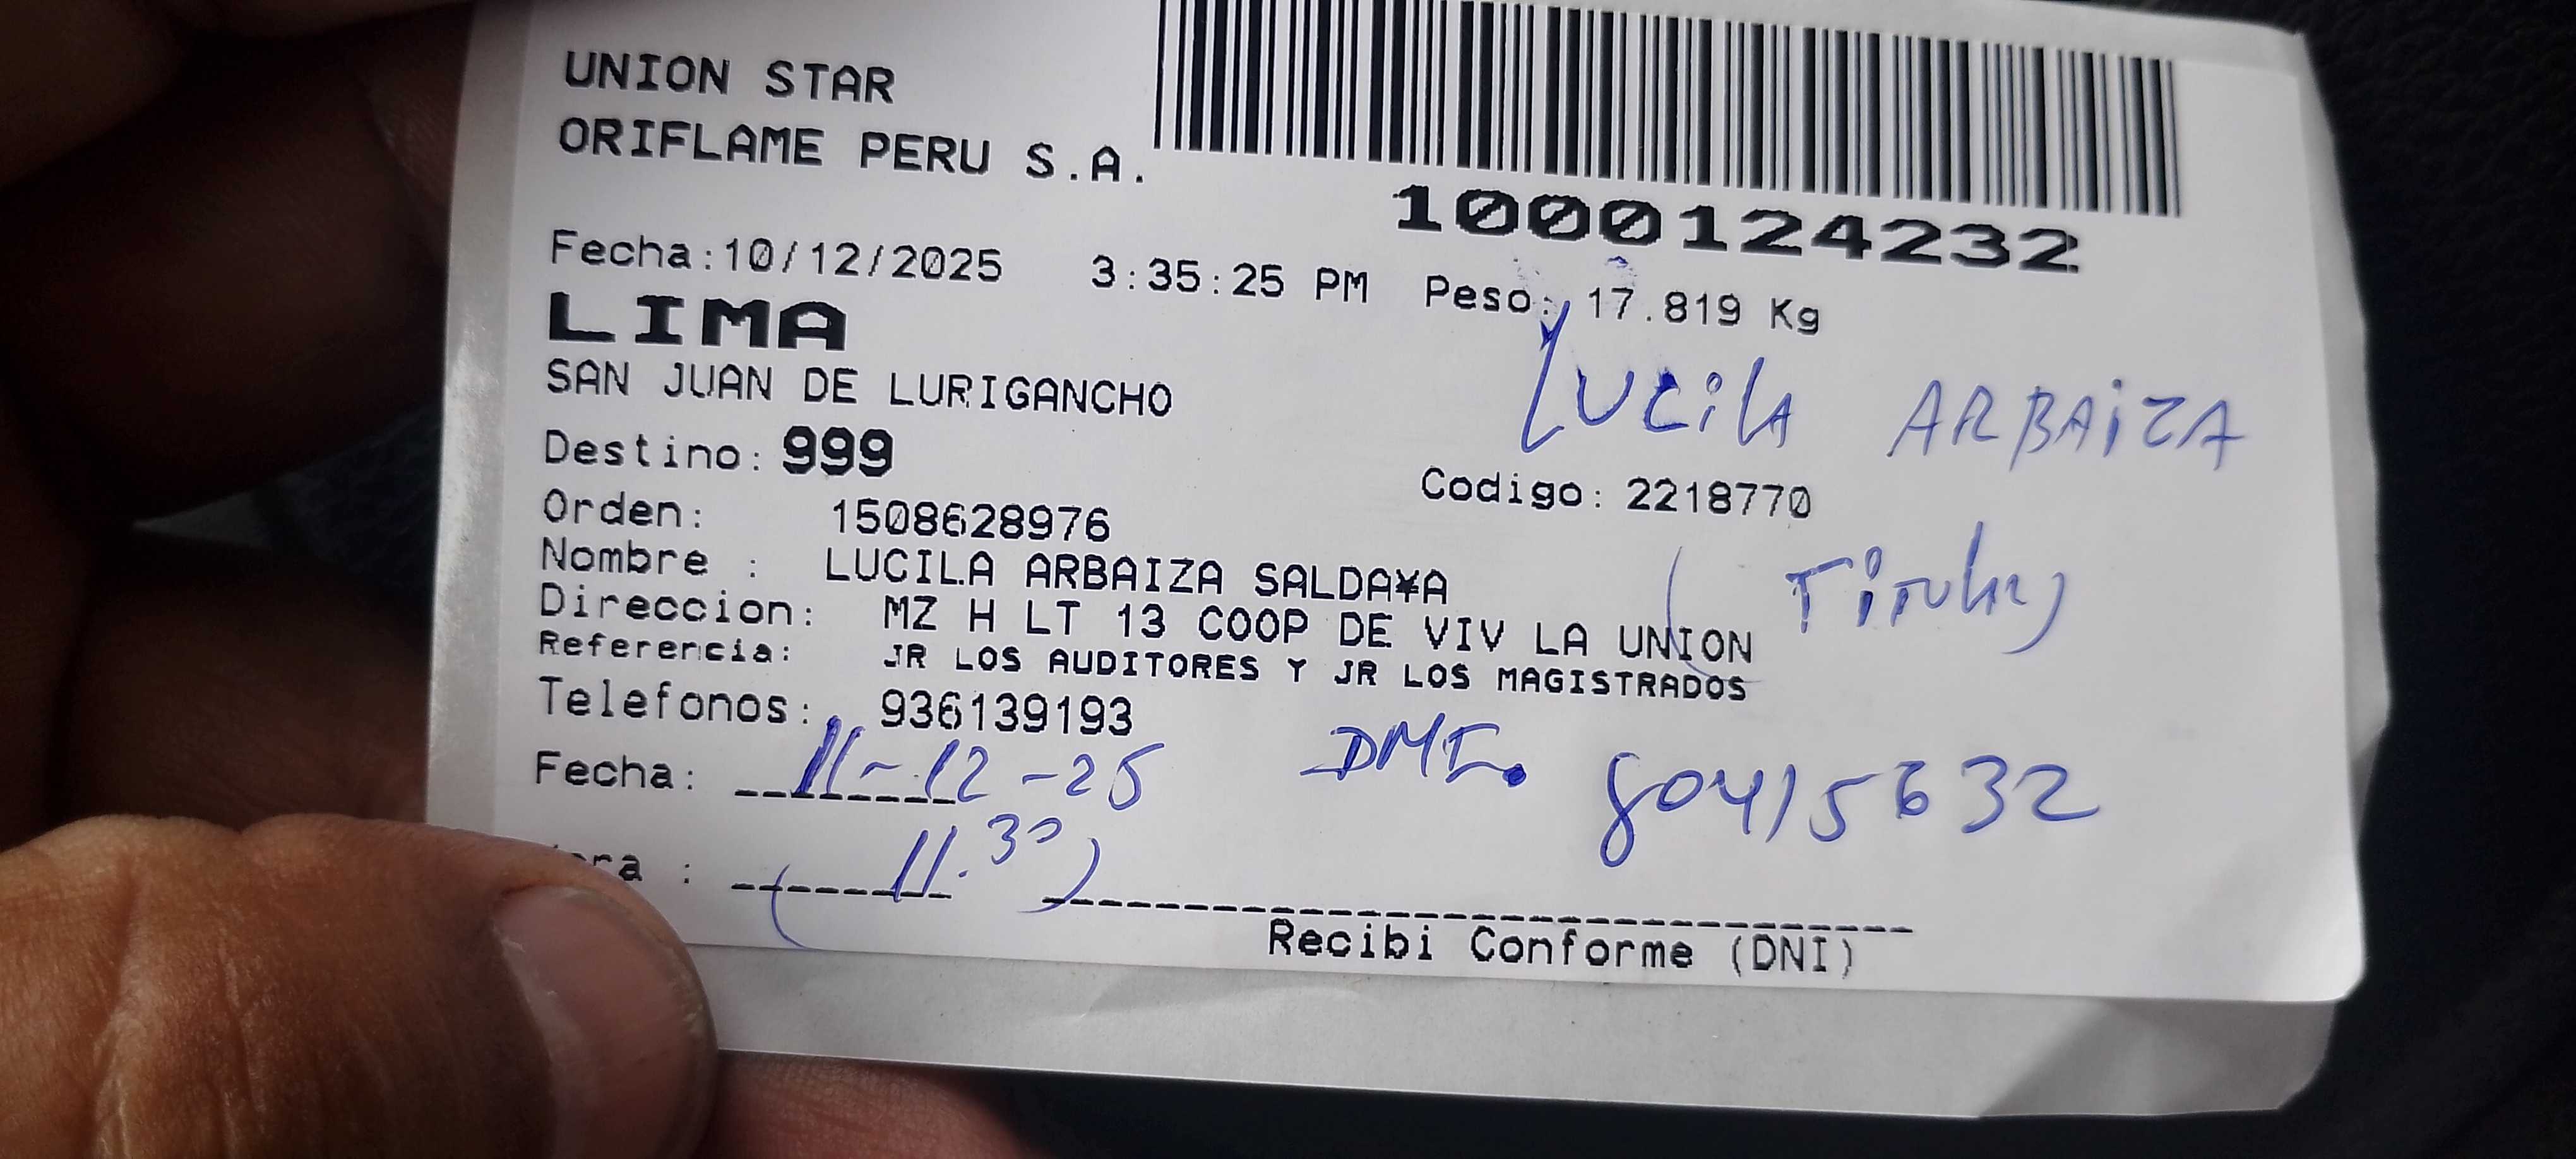 UNION STAR
ORIFLAME PERU S.A.
1000124232
Fecha:10/12/2025 3:35:25 PM Peso: 17.819 Kg
LIMA
SAN JUAN DE LURIGANCHO
Lucila ARBAiZA
Destino: 999
Codigo: 2218770
Orden: 1508628976
Nombre : LUCILA ARBAIZA SALDA¥A
Direccion: MZ H LT 13 COOP DE VIV LA UNION
Referencia: JR LOS AUDITORES Y JR LOS MAGISTRADOS
Telefonos: 936139193
Fecha: 11-12-25
80415632
ra : (11.30)
Recibi Conforme (DNI)